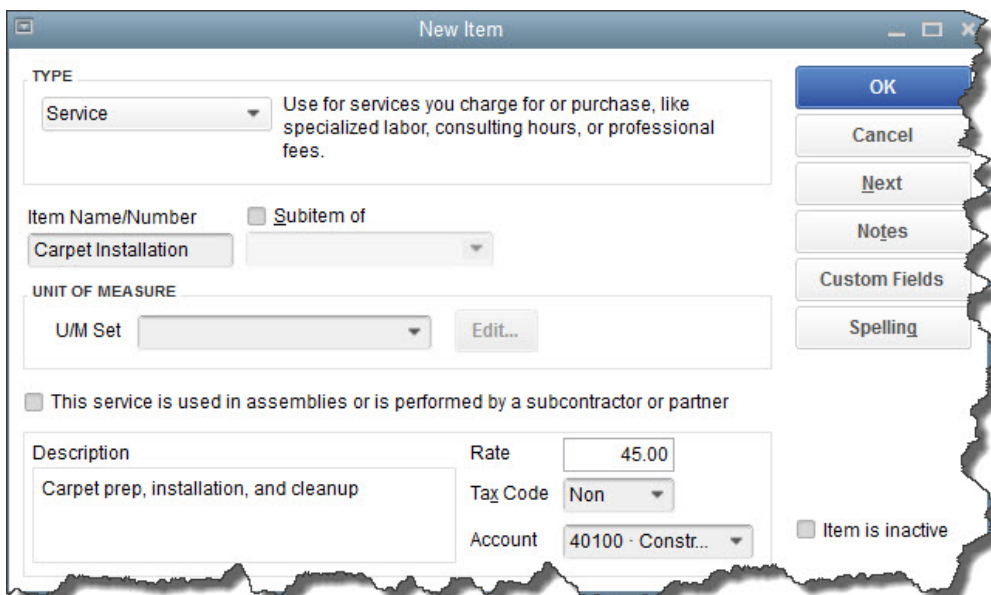 New Item
TYPE
Service
Use for services you charge for or purchase, like
specialized labor, consulting hours, or professional
fees.
OK
Cancel
Next
Notes
Custom Fields
Spelling
Item Name/Number
Subitem of
Carpet Installation
UNIT OF MEASURE
U/M Set
Edit...
This service is used in assemblies or is performed by a subcontractor or partner
Description
Carpet prep, installation, and cleanup
Rate
45.00
Tax Code
Non
Account
40100 · Constr...
Item is inactive